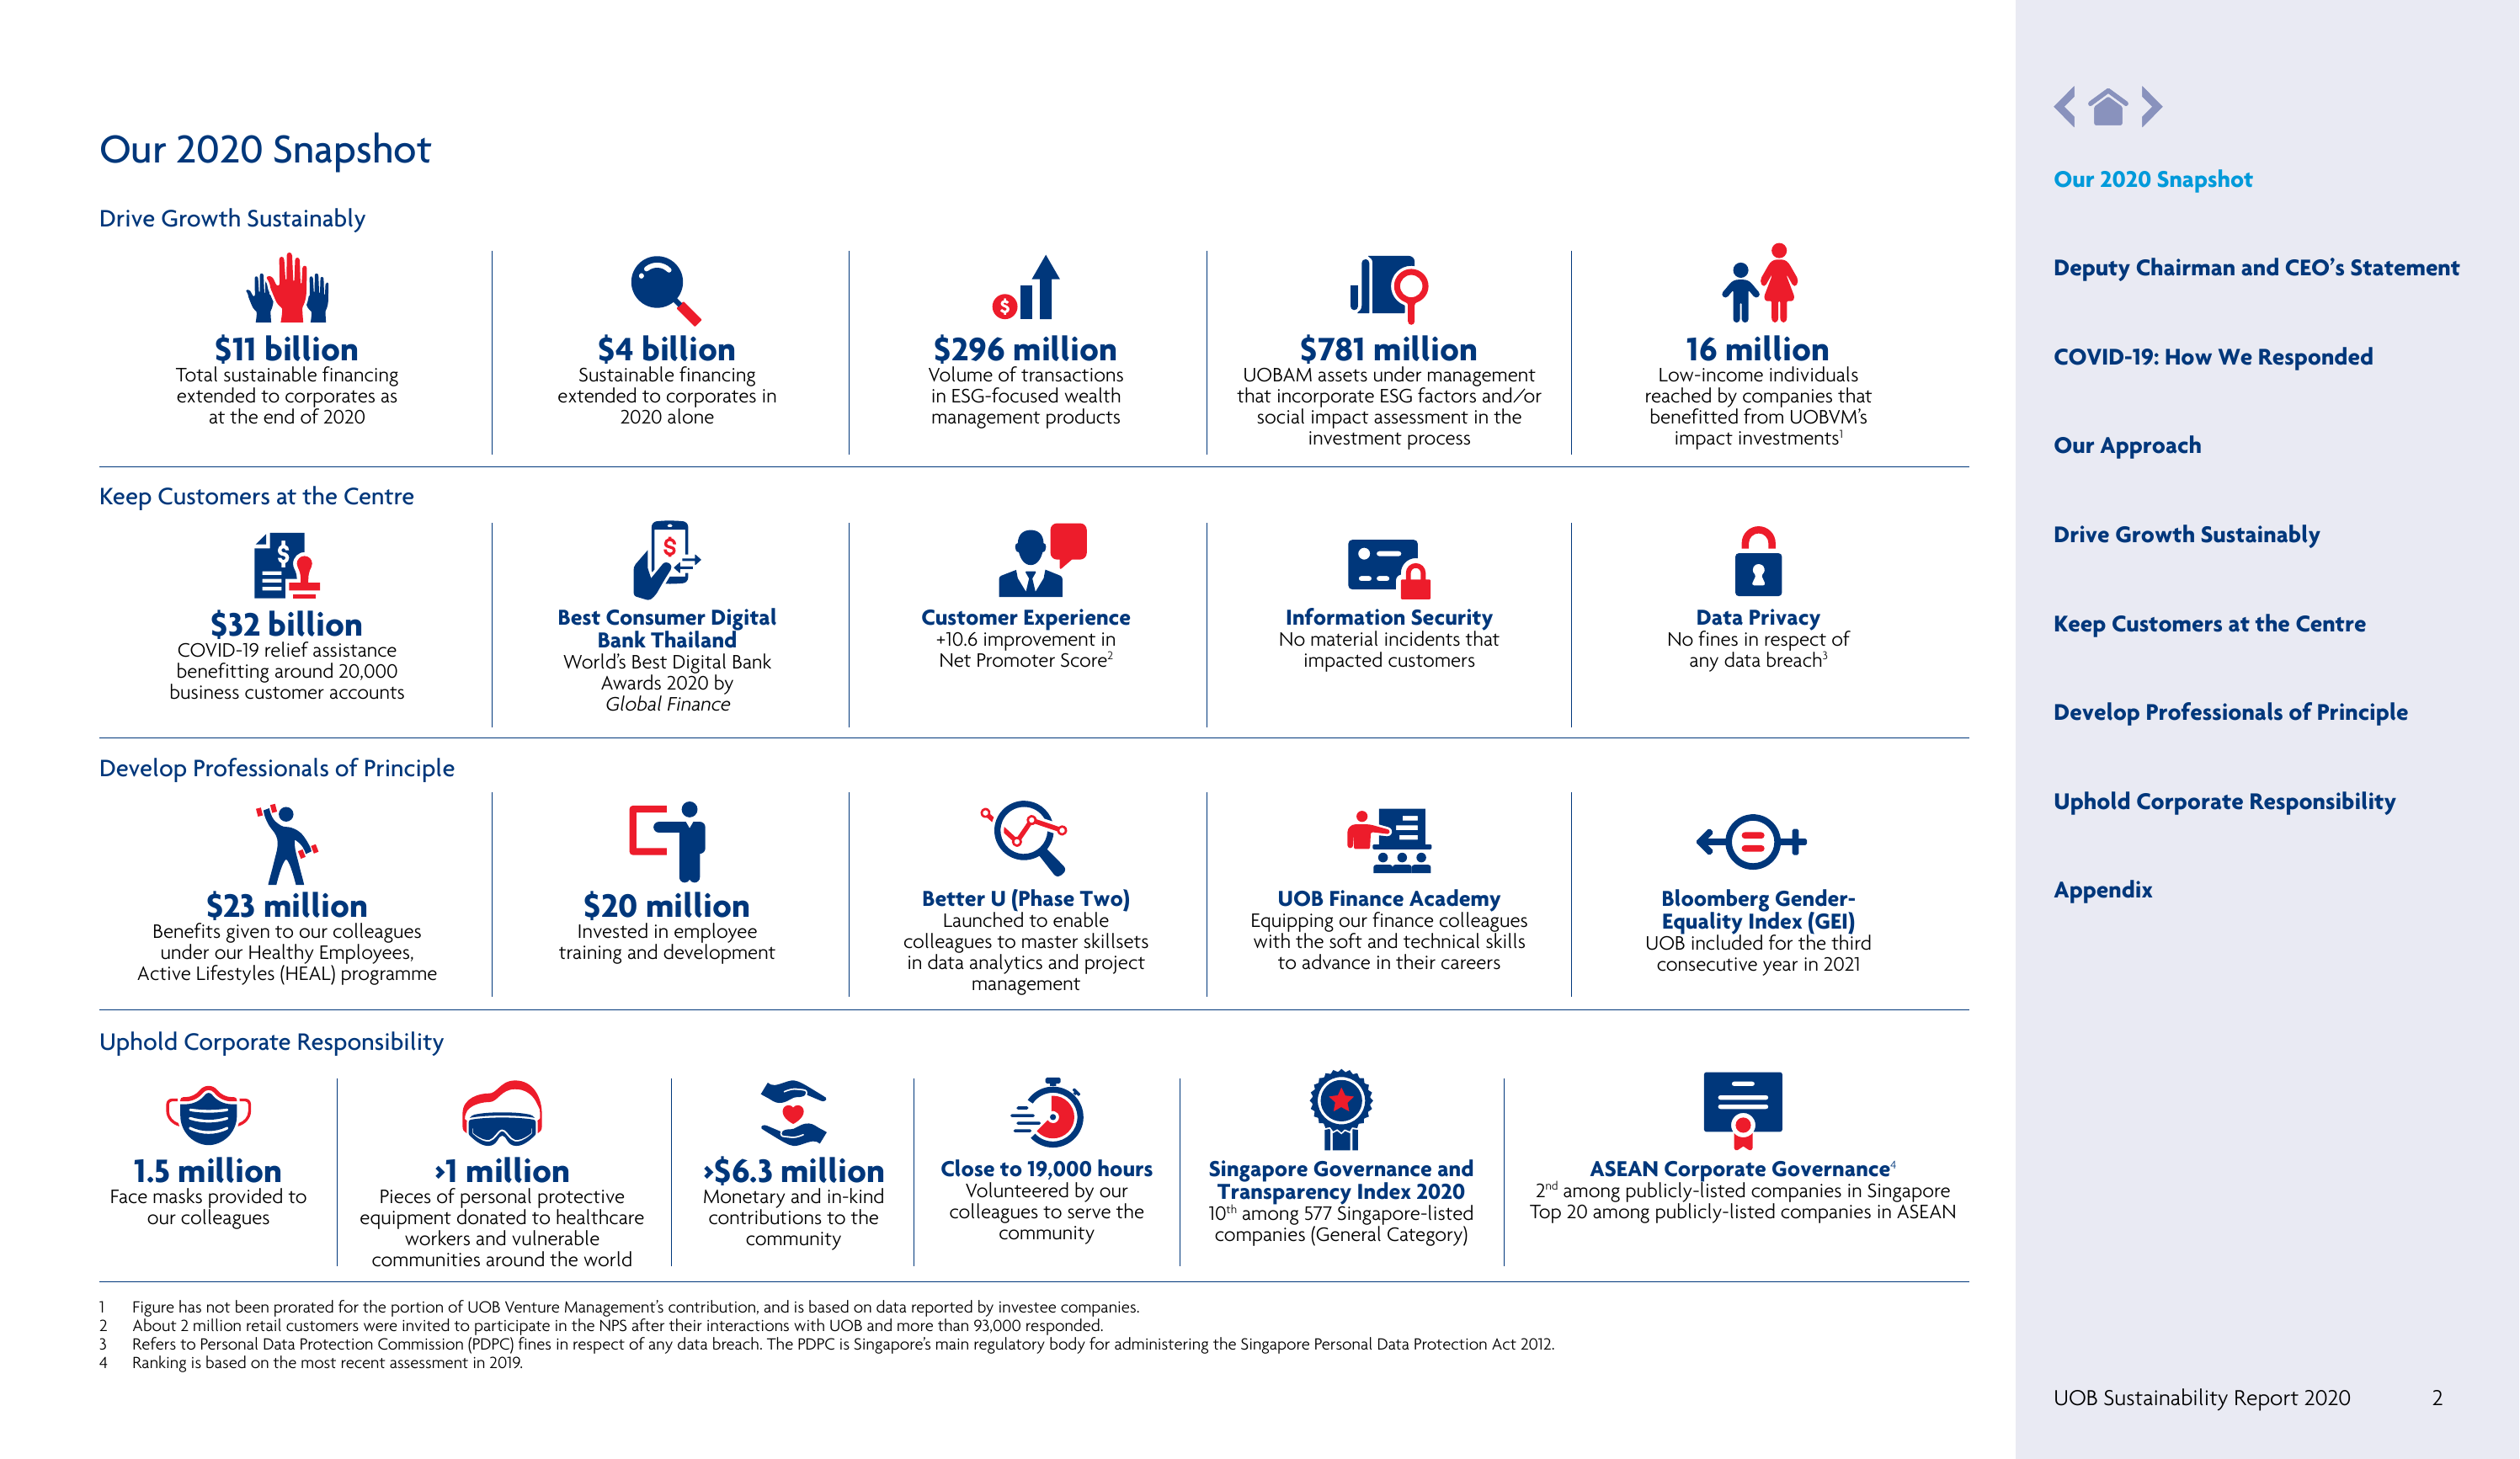 Our 2020 Snapshot
Drive Growth Sustainably
$11 billion
Total sustainable financing
extended to corporates as
at the end of 2020
$4 billion
Sustainable financing
extended to corporates in
2020 alone
$296 million
Volume of transactions
in ESG-focused wealth
management products
$781 million
UOBAM assets under management
that incorporate ESG factors and/or
social impact assessment in the
investment process
16 million
Low-income individuals
reached by companies that
benefitted from UOBVM's
impact investments¹
Keep Customers at the Centre
$32 billion
COVID-19 relief assistance
benefitting around 20,000
business customer accounts
Best Consumer Digital
Bank Thailand
World's Best Digital Bank
Awards 2020 by
Global Finance
Customer Experience
+10.6 improvement in
Net Promoter Score²
Information Security
No material incidents that
impacted customers
Data Privacy
No fines in respect of
any data breach³
Develop Professionals of Principle
$23 million
Benefits given to our colleagues
under our Healthy Employees,
Active Lifestyles (HEAL) programme
$20 million
Invested in employee
training and development
Better U (Phase Two)
Launched to enable
colleagues to master skillsets
in data analytics and project
management
UOB Finance Academy
Equipping our finance colleagues
with the soft and technical skills
to advance in their careers
Bloomberg Gender-
Equality Index (GEI)
UOB included for the third
consecutive year in 2021
Uphold Corporate Responsibility
1.5 million
Face masks provided to
our colleagues
>1 million
Pieces of personal protective
equipment donated to healthcare
workers and vulnerable
communities around the world
>$6.3 million
Monetary and in-kind
contributions to the
community
Close to 19,000 hours
Volunteered by our
colleagues to serve the
community
Singapore Governance and
Transparency Index 2020
10th among 577 Singapore-listed
companies (General Category)
ASEAN Corporate Governance⁴
2nd among publicly-listed companies in Singapore
Top 20 among publicly-listed companies in ASEAN
1 Figure has not been prorated for the portion of UOB Venture Management's contribution, and is based on data reported by investee companies.
2 About 2 million retail customers were invited to participate in the NPS after their interactions with UOB and more than 93,000 responded.
3 Refers to Personal Data Protection Commission (PDPC) fines in respect of any data breach. The PDPC is Singapore's main regulatory body for administering the Singapore Personal Data Protection Act 2012.
4 Ranking is based on the most recent assessment in 2019.
Our 2020 Snapshot
Deputy Chairman and CEO's Statement
COVID-19: How We Responded
Our Approach
Drive Growth Sustainably
Keep Customers at the Centre
Develop Professionals of Principle
Uphold Corporate Responsibility
Appendix
UOB Sustainability Report 2020 2